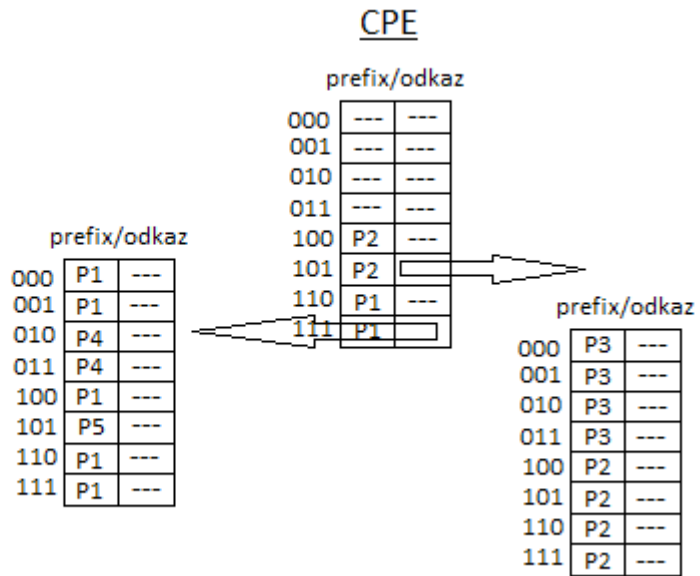 CPE
prefix/odkaz
000 --- ---
001 --- ---
010 --- ---
011 --- ---
100 P2 ---
101 P2
110 P1 ---
111 P1
prefix/odkaz
000 P1 ---
001 P1 ---
010 P4 ---
011 P4 ---
100 P1 ---
101 P5 ---
110 P1 ---
111 P1 ---
prefix/odkaz
000 P3 ---
001 P3 ---
010 P3 ---
011 P3 ---
100 P2 ---
101 P2 ---
110 P2 ---
111 P2 ---